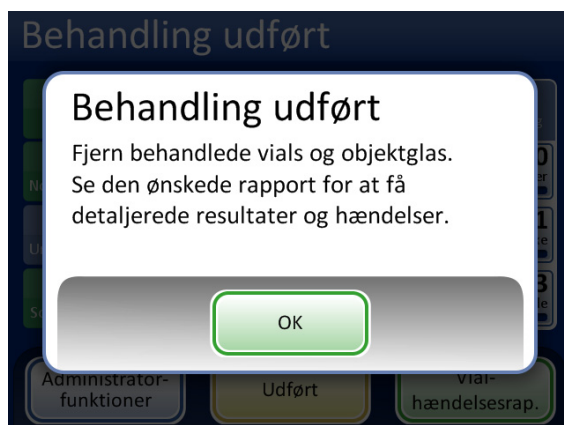 Behandling udført
Behandling udført
Fjern behandlede vials og objektglas.
Se den ønskede rapport for at få
detaljerede resultater og hændelser.
OK
Administrator-
funktioner
Udført
Vial-
hændelsesrap.